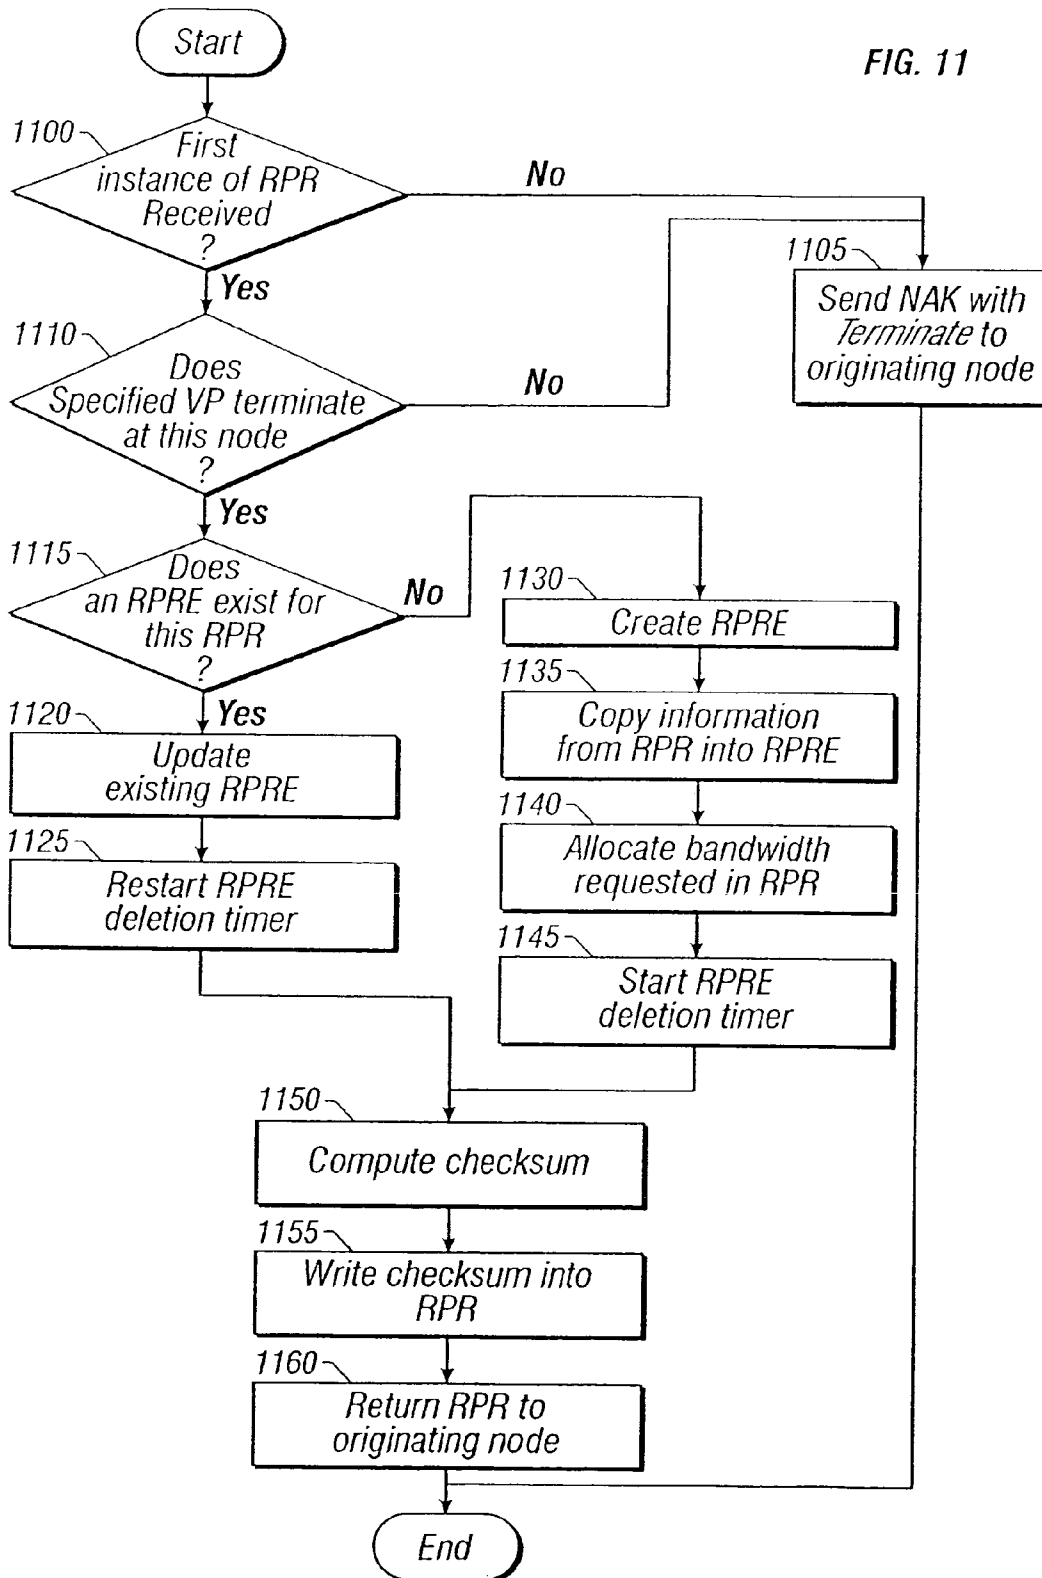 Start
FIG. 11
1100
First
instance of RPR
Received
?
No
Yes
1105
Send NAK with
Terminate to
originating node
1110
Does
Specified VP terminate
at this node
?
No
Yes
1115
Does
an RPRE exist for
this RPR
?
No
Yes
1130
Create RPRE
1135
Copy information
from RPR into RPRE
1120
Update
existing RPRE
1140
Allocate bandwidth
requested in RPR
1125
Restart RPRE
deletion timer
1145
Start RPRE
deletion timer
1150
Compute checksum
1155
Write checksum into
RPR
1160
Return RPR to
originating node
End